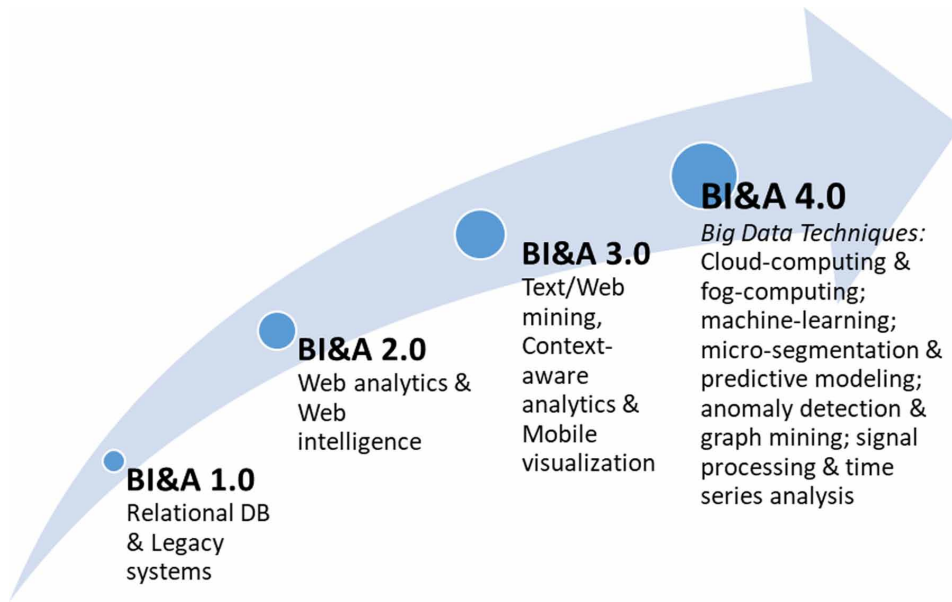 BI&A 1.0
Relational DB
& Legacy
systems
BI&A 2.0
Web analytics &
Web
intelligence
BI&A 3.0
Text/Web
mining,
Context-
aware
analytics &
Mobile
visualization
BI&A 4.0
Big Data Techniques:
Cloud-computing &
fog-computing;
machine-learning;
micro-segmentation &
predictive modeling;
anomaly detection &
graph mining; signal
processing & time
series analysis